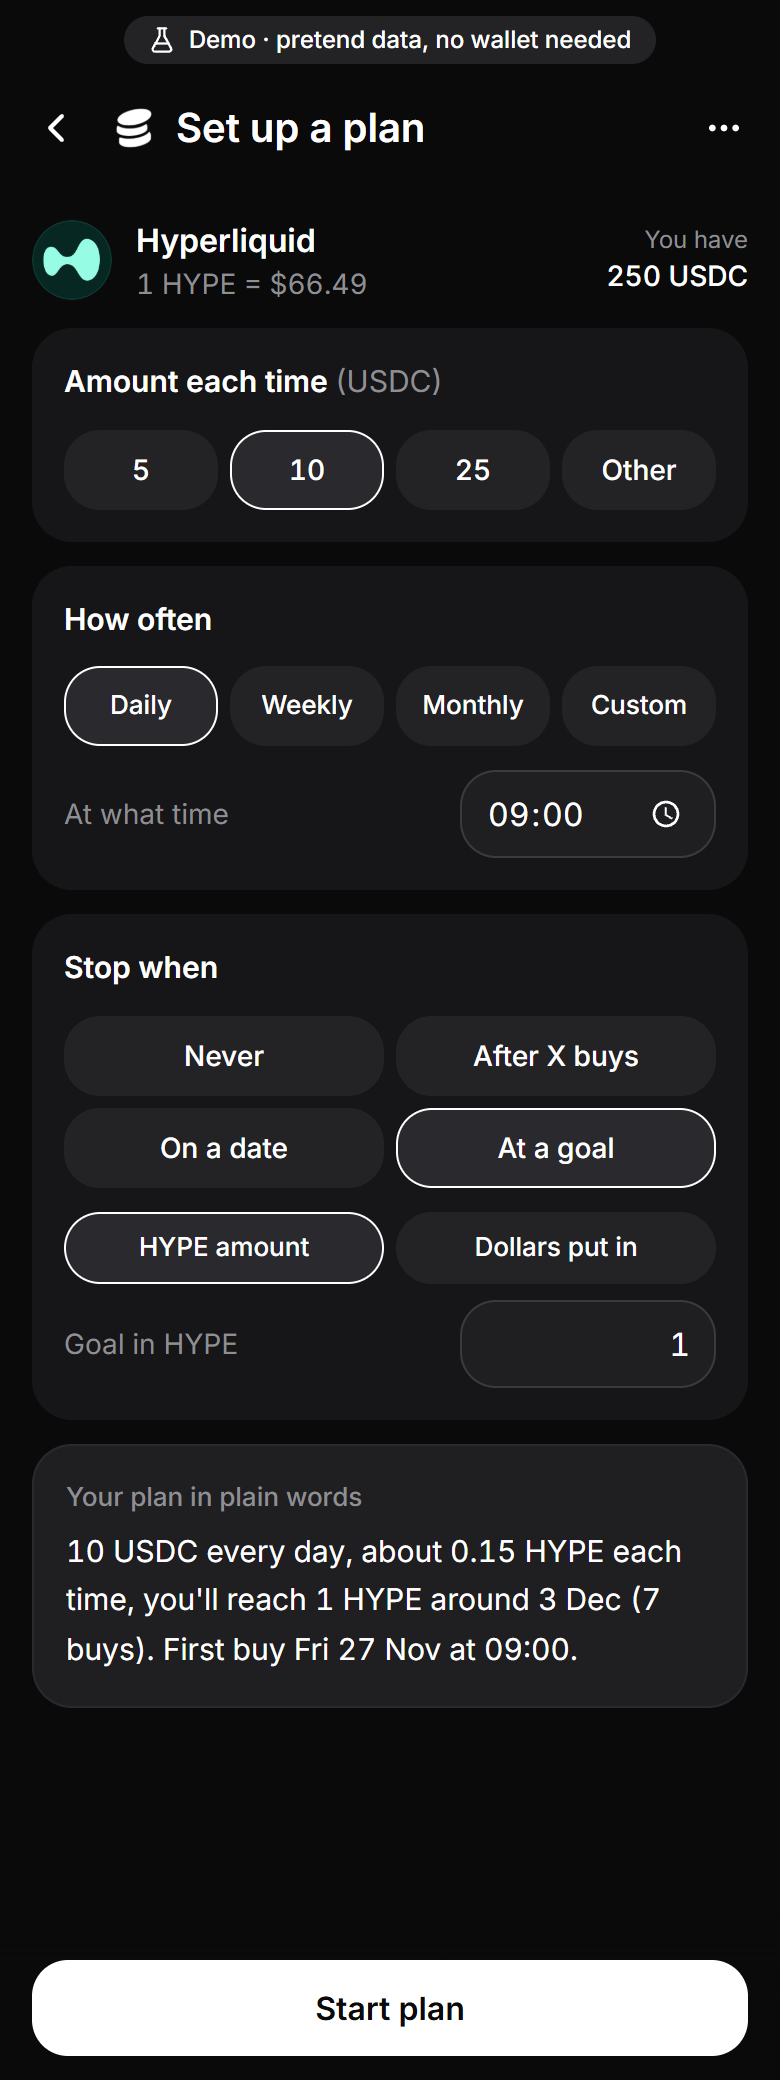 Demo · pretend data, no wallet needed
Set up a plan
Hyperliquid
1 HYPE = $66.49
You have
250 USDC
Amount each time (USDC)
5
10
25
Other
How often
Daily
Weekly
Monthly
Custom
At what time
09:00
Stop when
Never
After X buys
On a date
At a goal
HYPE amount
Dollars put in
Goal in HYPE
1
Your plan in plain words
10 USDC every day, about 0.15 HYPE each
time, you'll reach 1 HYPE around 3 Dec (7
buys). First buy Fri 27 Nov at 09:00.
Start plan